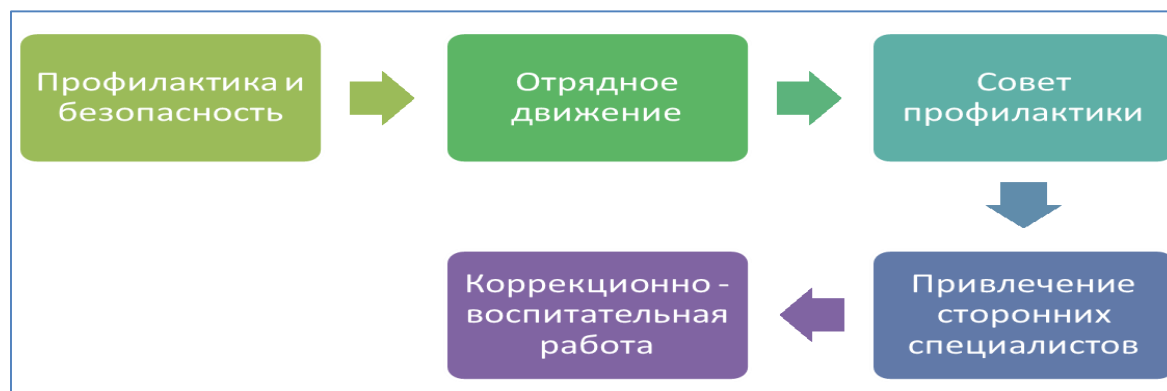 Профилактика и
безопасность
Отрядное
движение
Совет
профилактики
Привлечение
сторонних
специалистов
Коррекционно -
воспитательная
работа